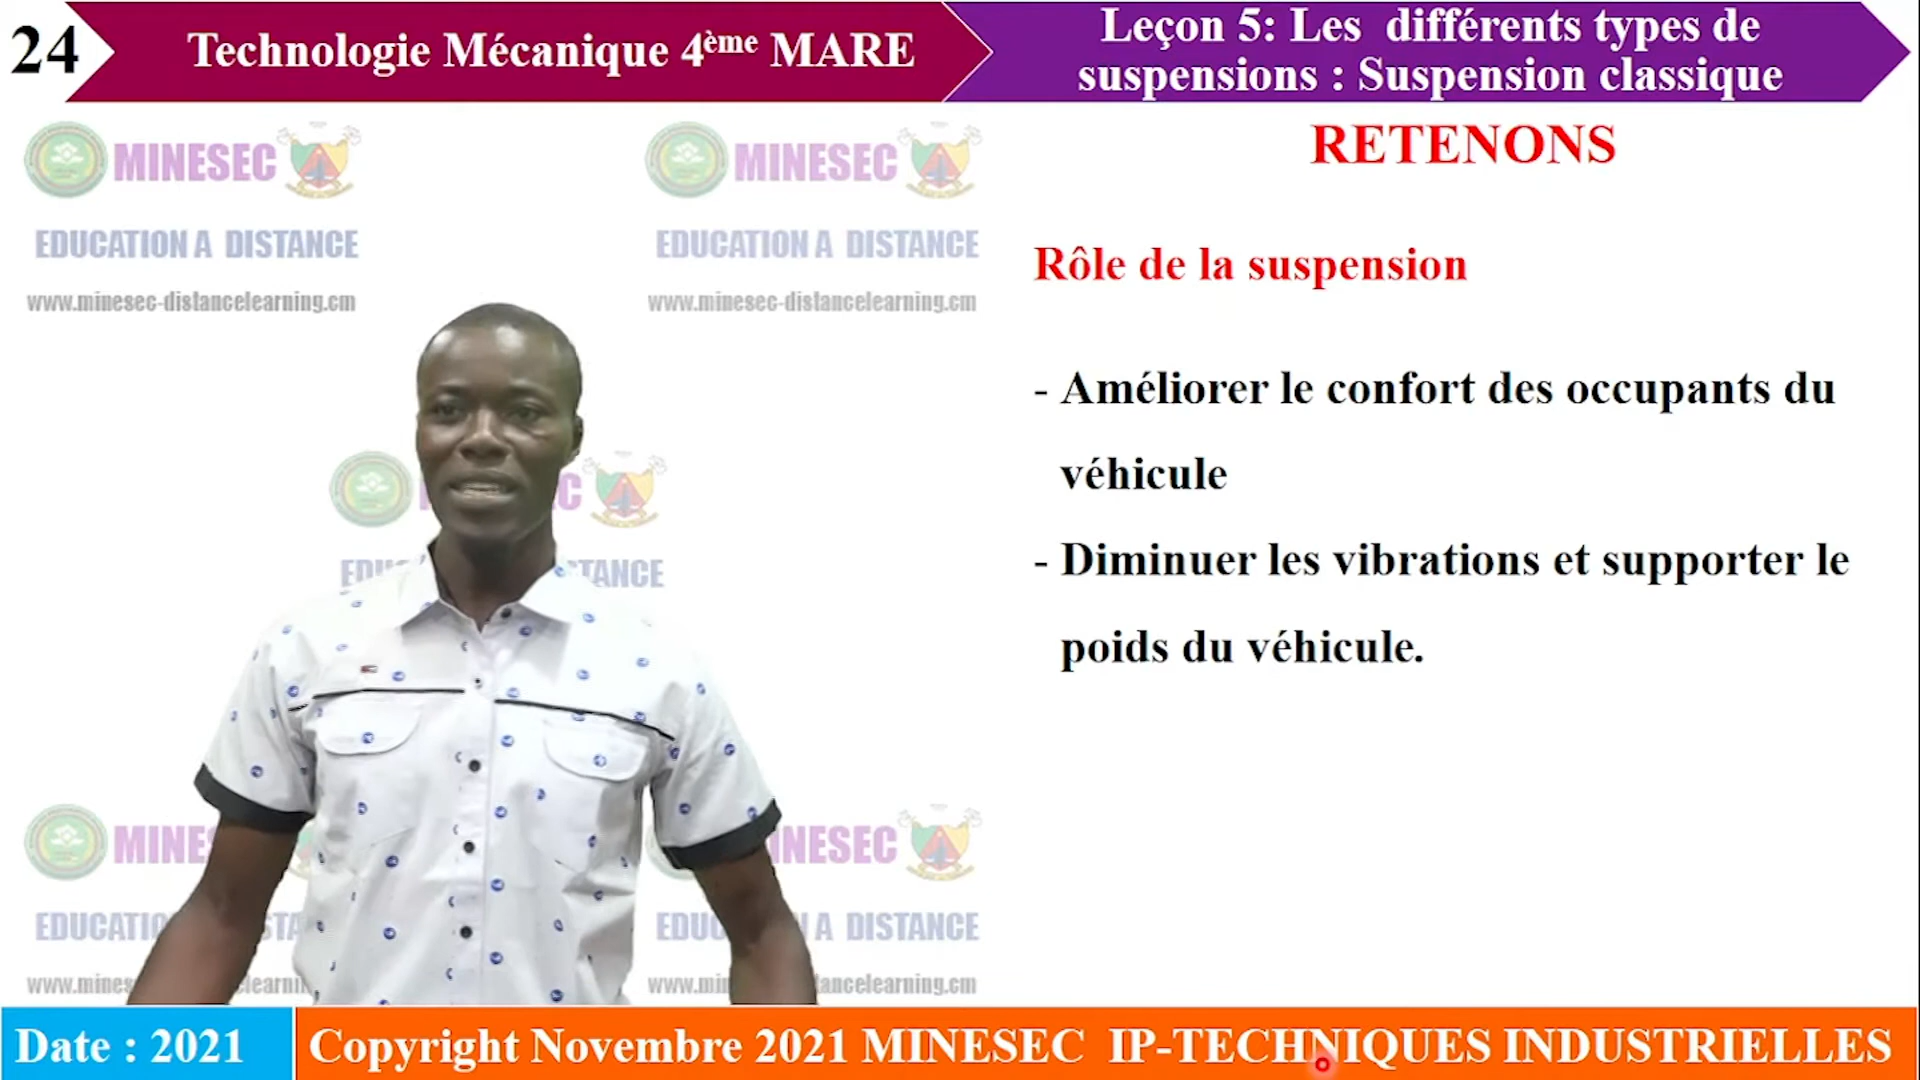 24
Technologie Mécanique 4ème MARE
Leçon 5: Les différents types de
suspensions : Suspension classique
MINESEC
EDUCATION A DISTANCE
www.minesec-distancelearning.cm
MINESEC
EDUCATION A DISTANCE
www.minesec-distancelearning.cm
RETENONS
Rôle de la suspension
- Améliorer le confort des occupants du
véhicule
- Diminuer les vibrations et supporter le
poids du véhicule.
Date : 2021
Copyright Novembre 2021 MINESEC IP-TECHNIQUES INDUSTRIELLES